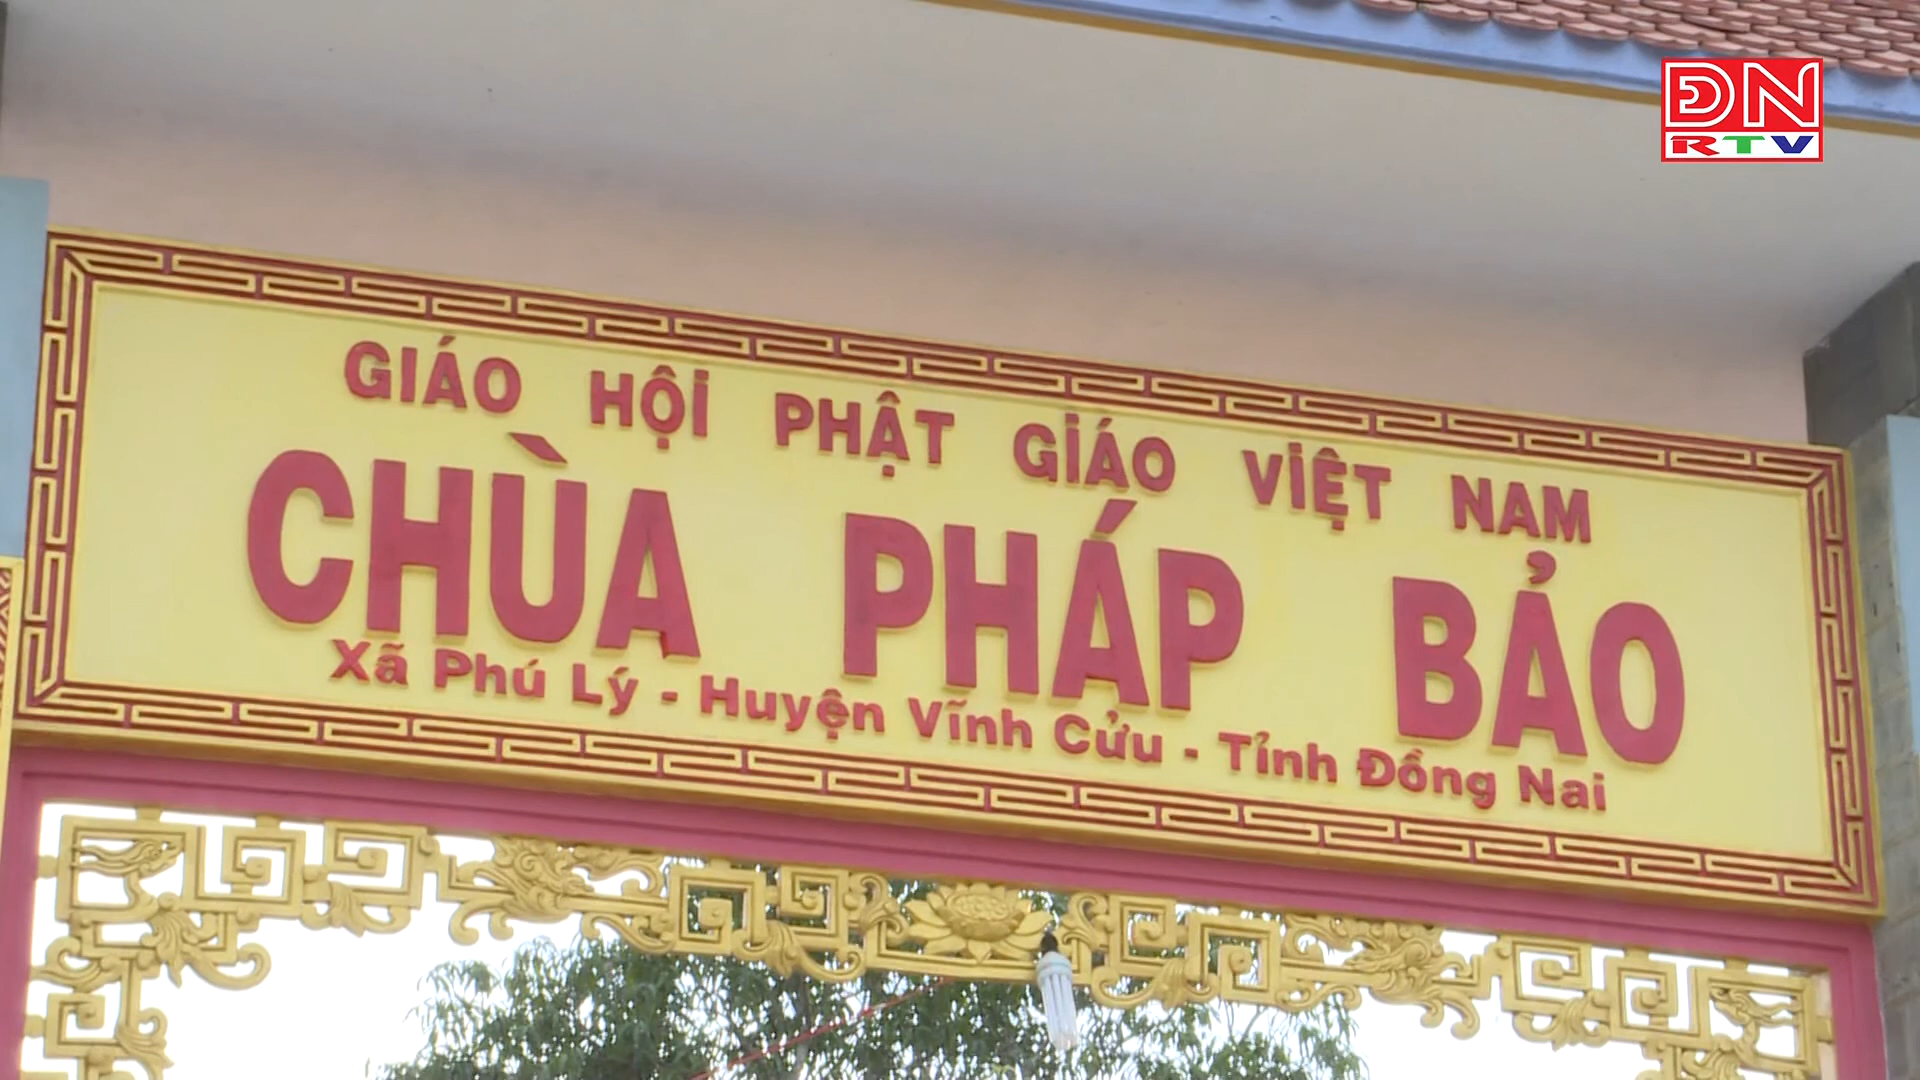 ĐN
RTV
GIÁO HỘI PHẬT GIÁO VIỆT NAM
CHÙA PHÁP BẢO
Xã Phú Lý - Huyện Vĩnh Cửu - Tỉnh Đồng Nai